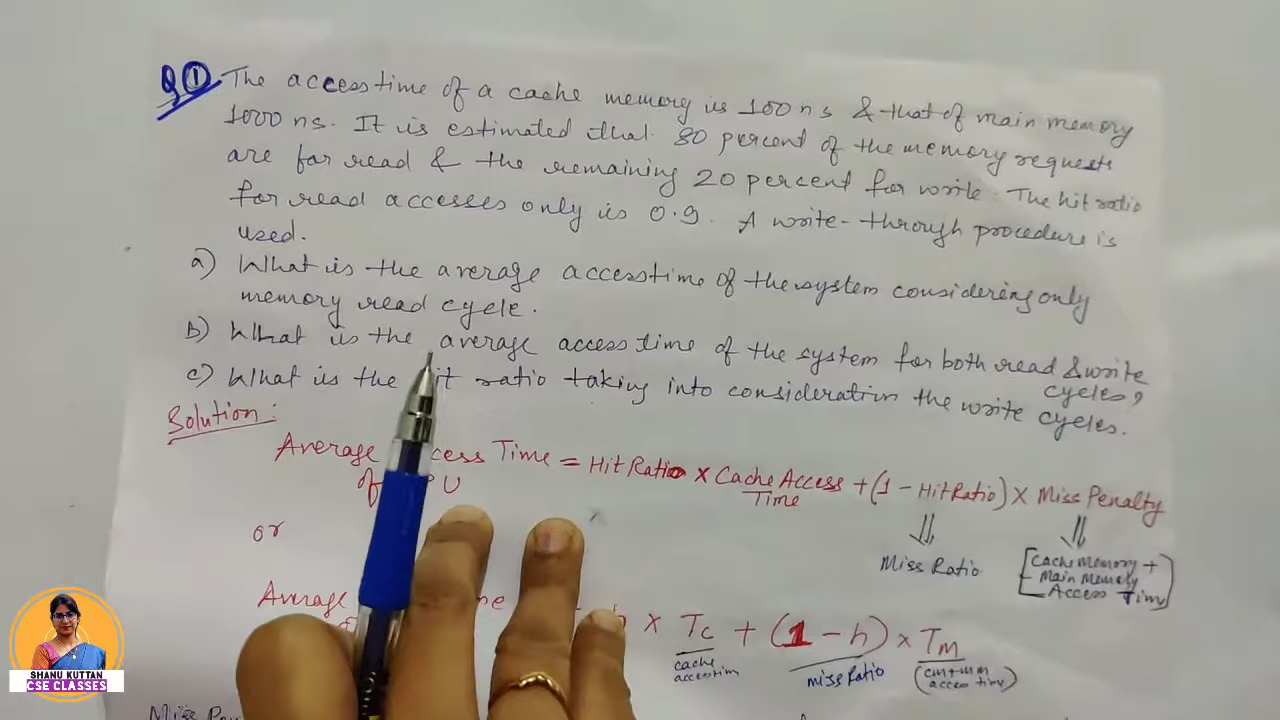 Q① The access time of a cache memory is 100 ns & that of main memory
1000 ns. It is estimated that 80 percent of the memory requests
are for read & the remaining 20 percent for write. The hit ratio
for read accesses only is 0.9. A write-through procedure is
used.
a) What is the average access time of the system considering only
memory read cycle.
b) What is the average access time of the system for both read & write
cycles,
c) What is the ratio taking into consideration the write cycles.
Solution:
Average Time = Hit Ratio × Cache Access Time + (1 - Hit Ratio) × Miss Penalty
of
Miss Ratio
[Cache Memory +
Main Memory
Access Time]
or
Average × Tc + (1 - h) × Tm
cache
access tim
miss Ratio
(cm+mm
access time)
SHANU KUTTAN
CSE CLASSES